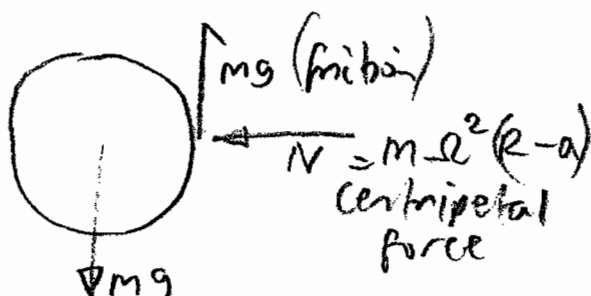 mg (friction)
N = mΩ²(R-a)
centripetal
force
mg